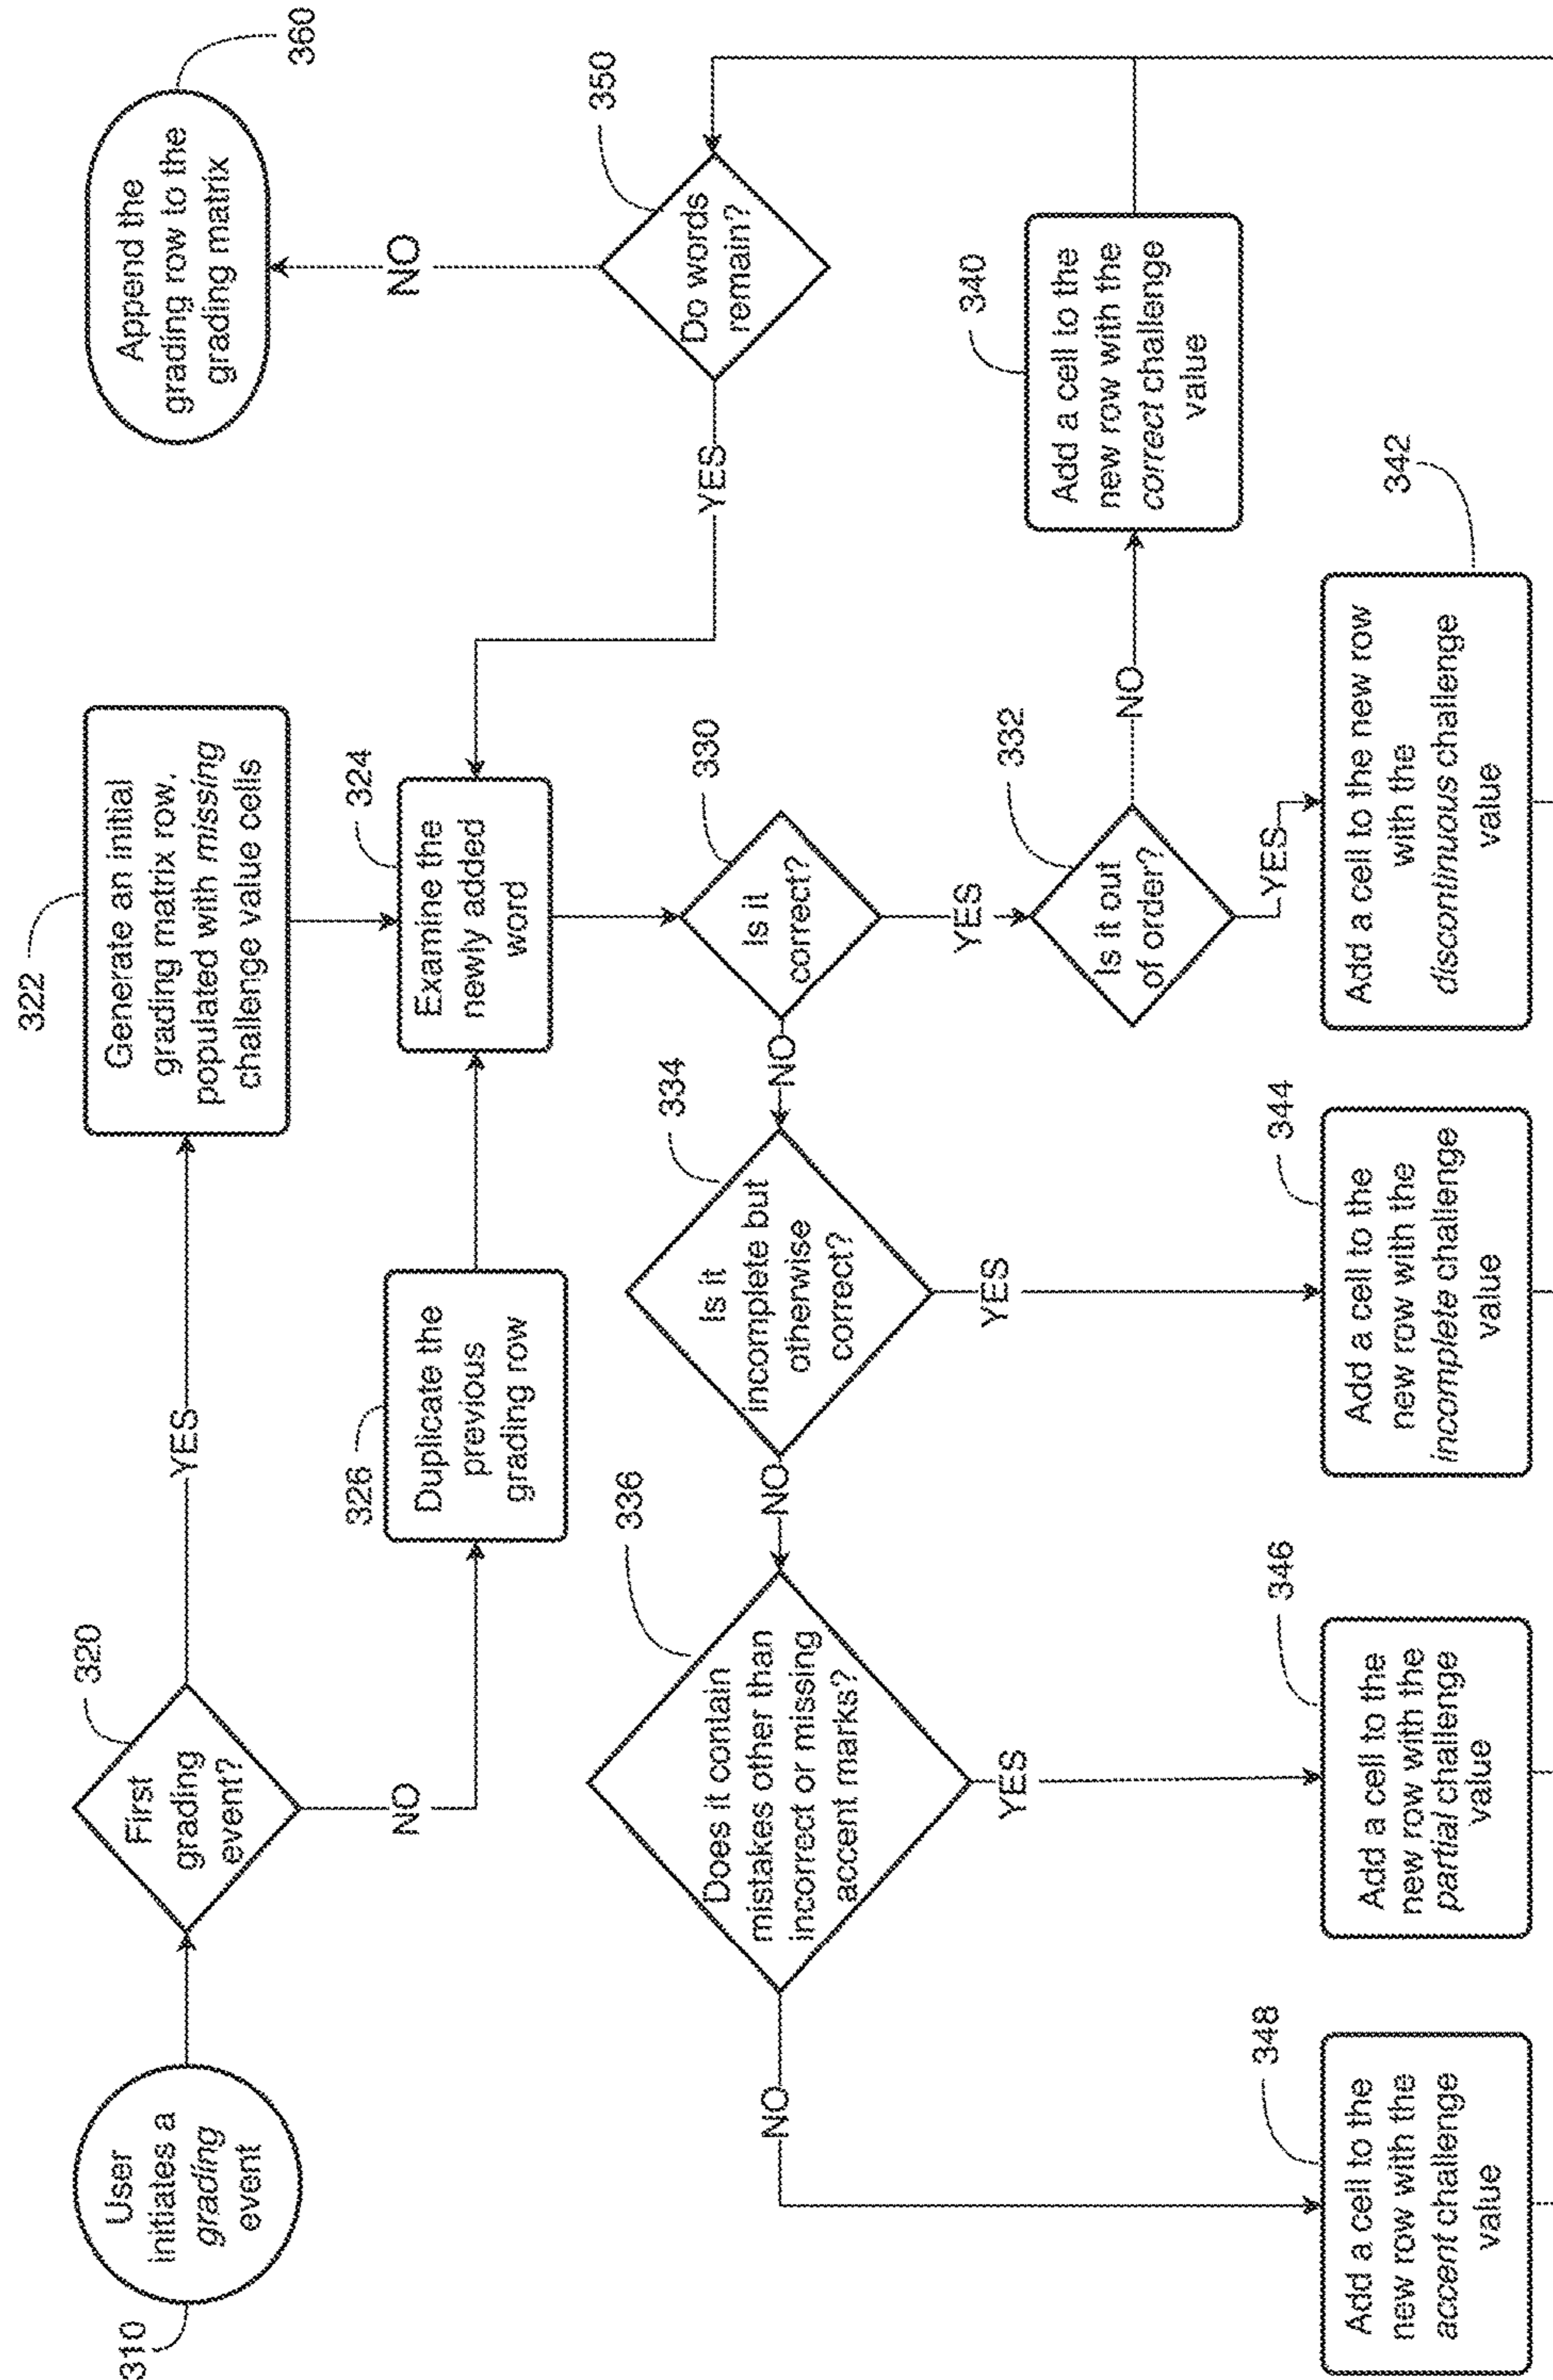 310
User
initiates a
grading
event
320
First
grading
event?
YES
NO
322
Generate an initial
grading matrix row,
populated with missing
challenge value cells
326
Duplicate the
previous
grading row
324
Examine the
newly added
word
330
Is it
correct?
NO
YES
332
Is it out
of order?
NO
YES
334
Is it
incomplete but
otherwise
correct?
NO
YES
336
Does it contain
mistakes other than
incorrect or missing
accent marks?
NO
YES
348
Add a cell to the
new row with the
accent challenge
value
346
Add a cell to the
new row with the
partial challenge
value
344
Add a cell to the
new row with the
incomplete challenge
value
342
Add a cell to the new row
with the
discontinuous challenge
value
340
Add a cell to the
new row with the
correct challenge
value
350
Do words
remain?
YES
NO
360
Append the
grading row to the
grading matrix